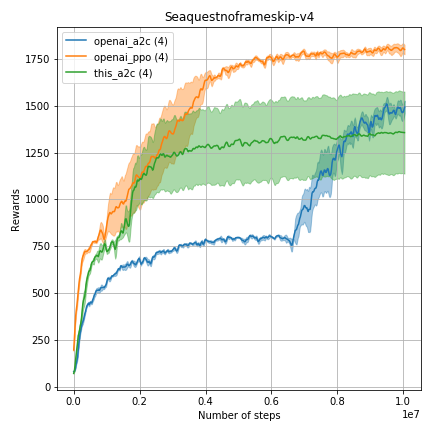 Seaquestnoframeskip-v4
openai_a2c (4)
openai_ppo (4)
this_a2c (4)
Rewards
1750
1500
1250
1000
750
500
250
0
0.0
0.2
0.4
0.6
0.8
1.0
1e7
Number of steps